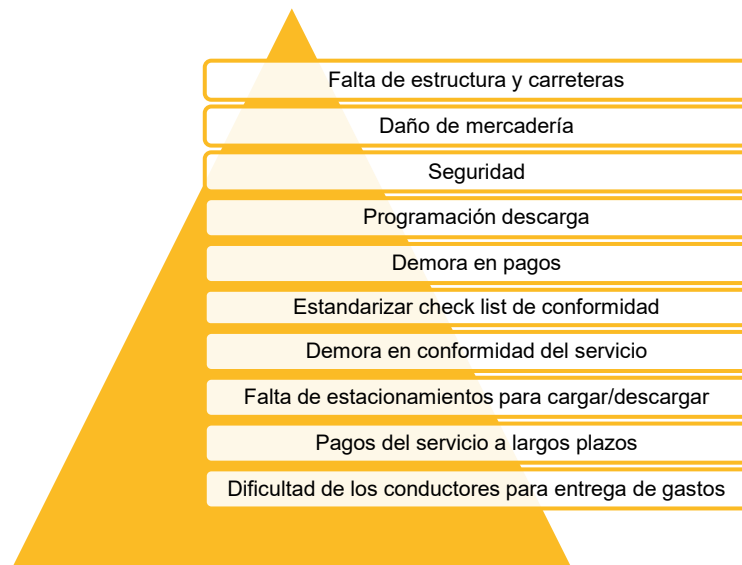 Falta de estructura y carreteras
Daño de mercadería
Seguridad
Programación descarga
Demora en pagos
Estandarizar check list de conformidad
Demora en conformidad del servicio
Falta de estacionamientos para cargar/descargar
Pagos del servicio a largos plazos
Dificultad de los conductores para entrega de gastos